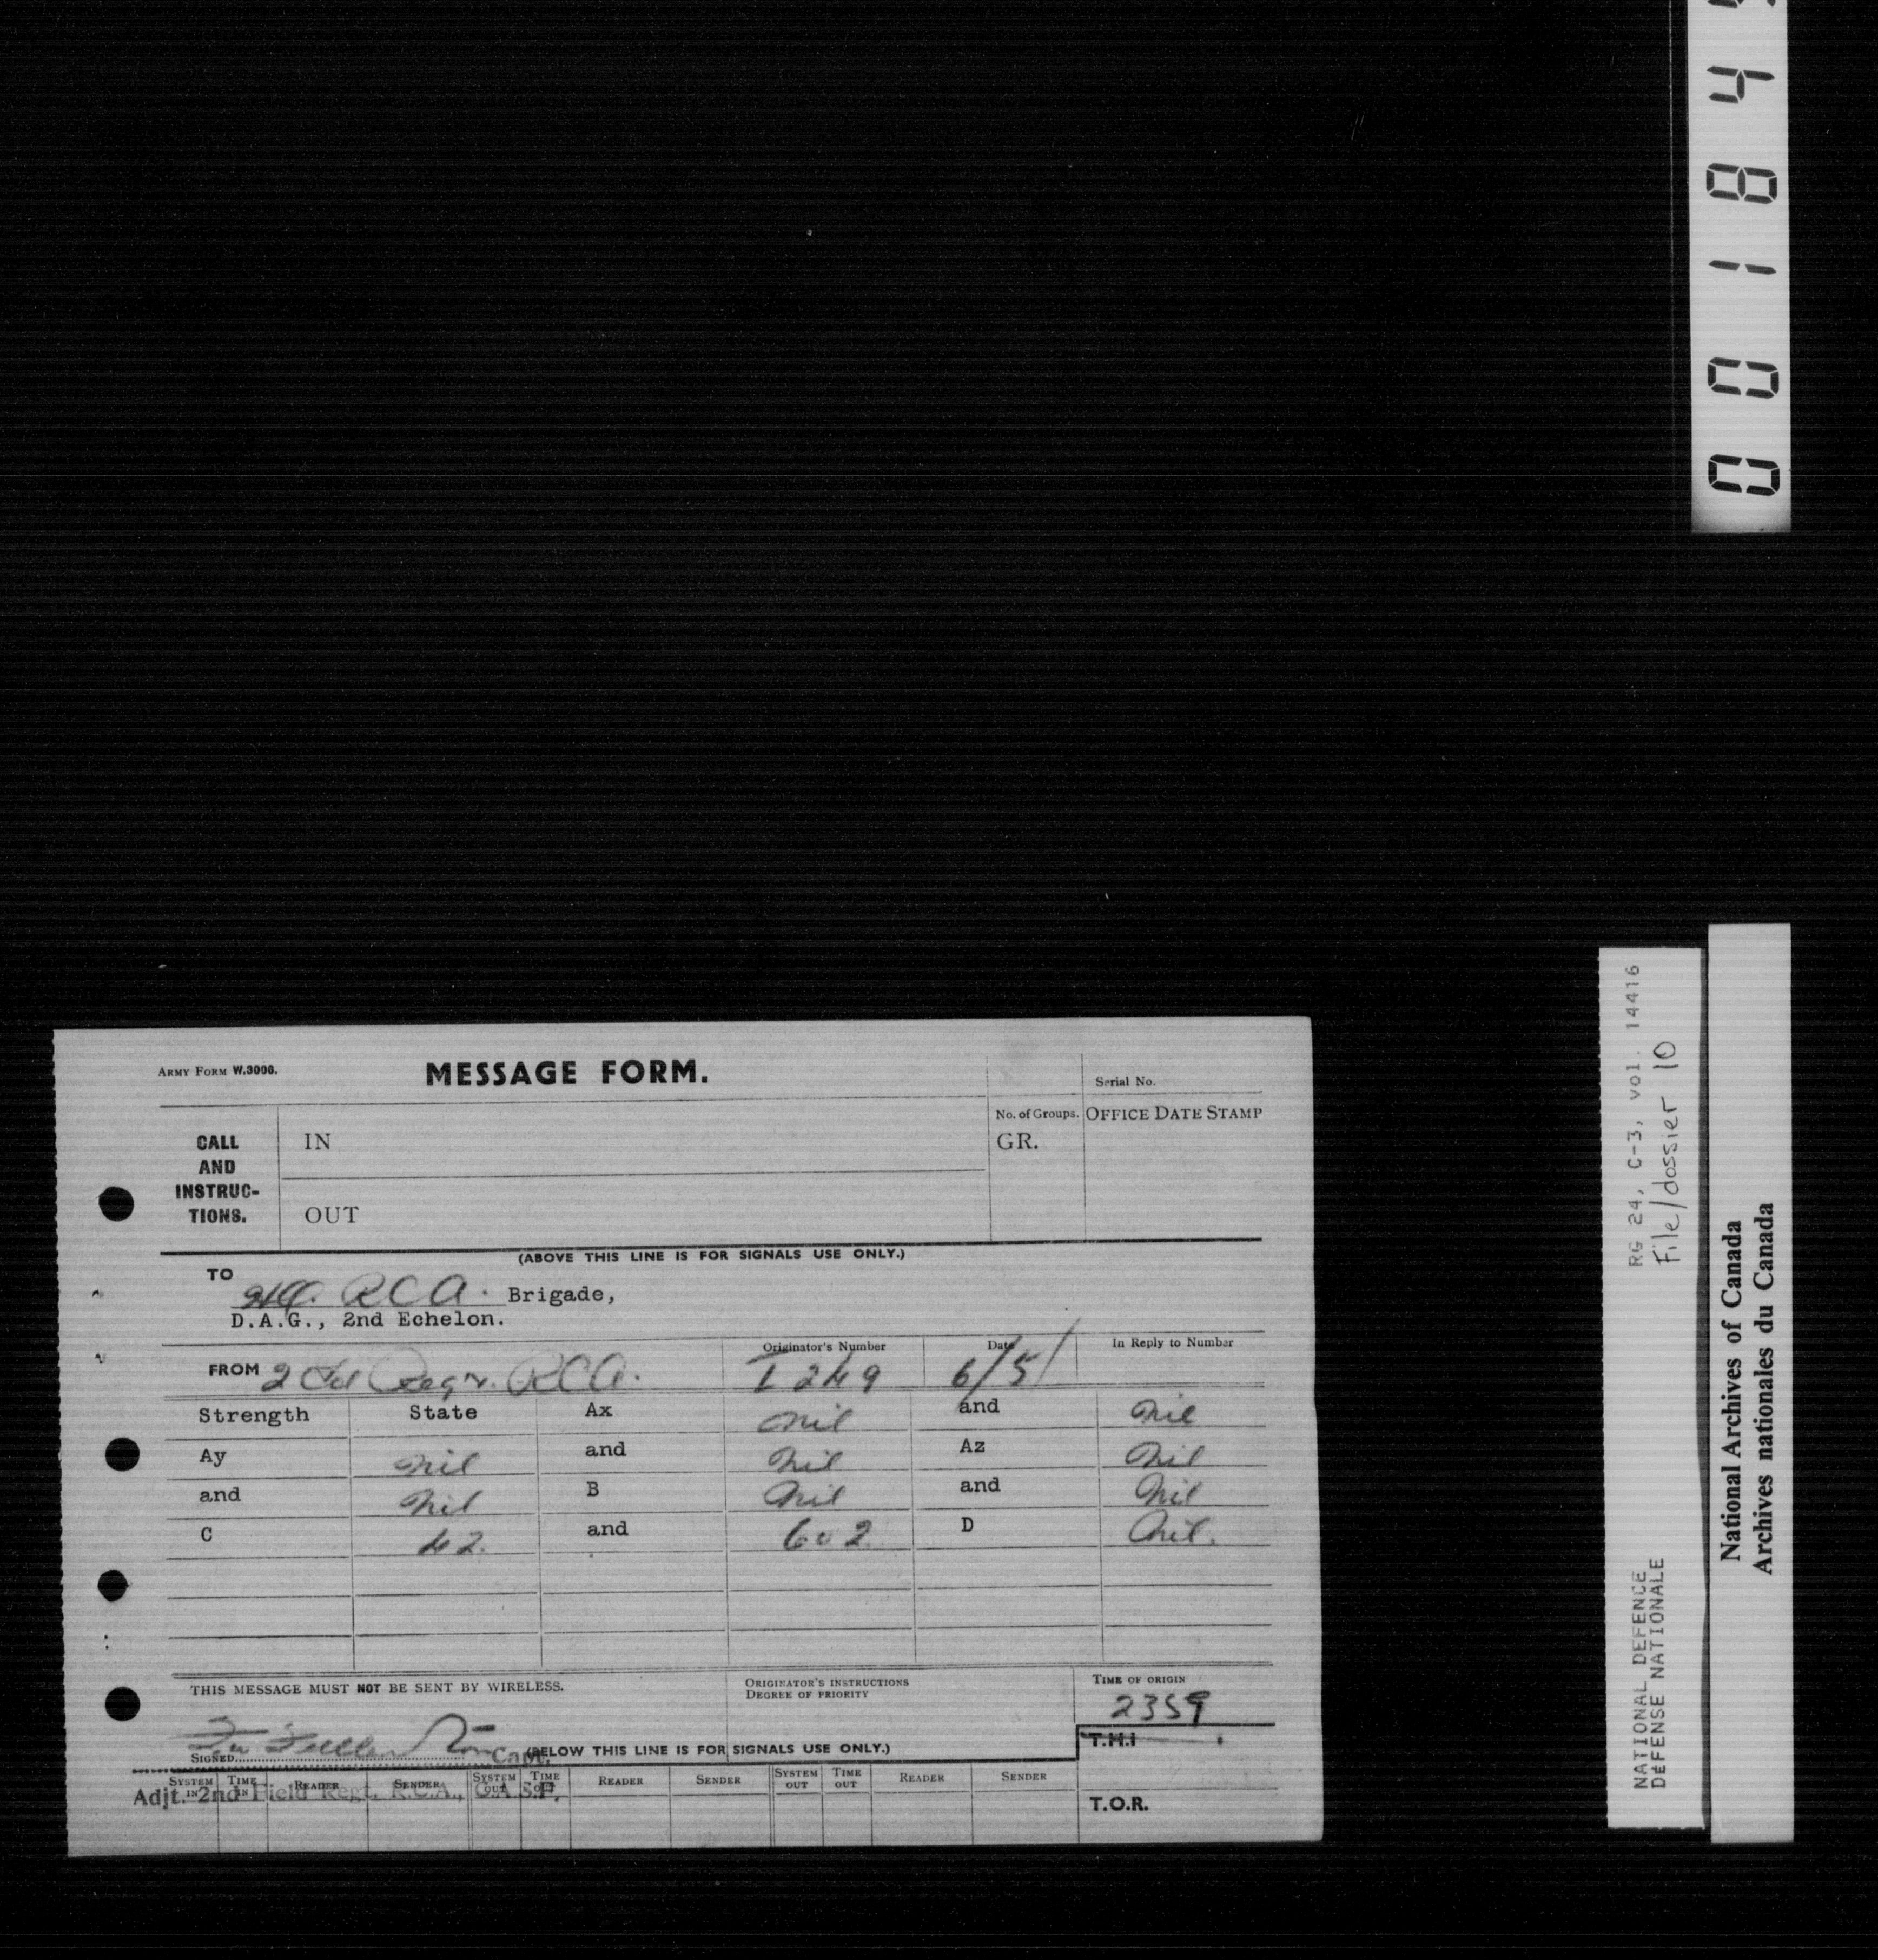 ARMY FORM W.3000.
MESSAGE FORM.
Serial No.
CALL AND INSTRUC-TIONS.
IN
OUT
No. of Groups.
GR.
OFFICE DATE STAMP
(ABOVE THIS LINE IS FOR SIGNALS USE ONLY.)
TO
HQ. RCA. Brigade,
D.A.G., 2nd Echelon.
FROM 2 Fd Regt. RCA.
Originator's Number
I 249
Date
6/5/
In Reply to Number
Strength State Ax nil and nil
Ay nil and nil Az nil
and nil B nil and nil
C 42. and 602 D nil.
THIS MESSAGE MUST NOT BE SENT BY WIRELESS.
ORIGINATOR'S INSTRUCTIONS
DEGREE OF PRIORITY
TIME OF ORIGIN
2359
SIGNED Capt.
(BELOW THIS LINE IS FOR SIGNALS USE ONLY.)
T.H.I.
Adjt. 2nd Field Regt. R.C.A., C.A.S.F.
SYSTEM IN TIME IN READER SENDER SYSTEM OUT TIME OUT READER SENDER SYSTEM OUT TIME OUT READER SENDER
T.O.R.
00184
RG 24, C-3, vol. 14416
File/dossier 10
NATIONAL DEFENCE
DÉFENSE NATIONALE
National Archives of Canada
Archives nationales du Canada